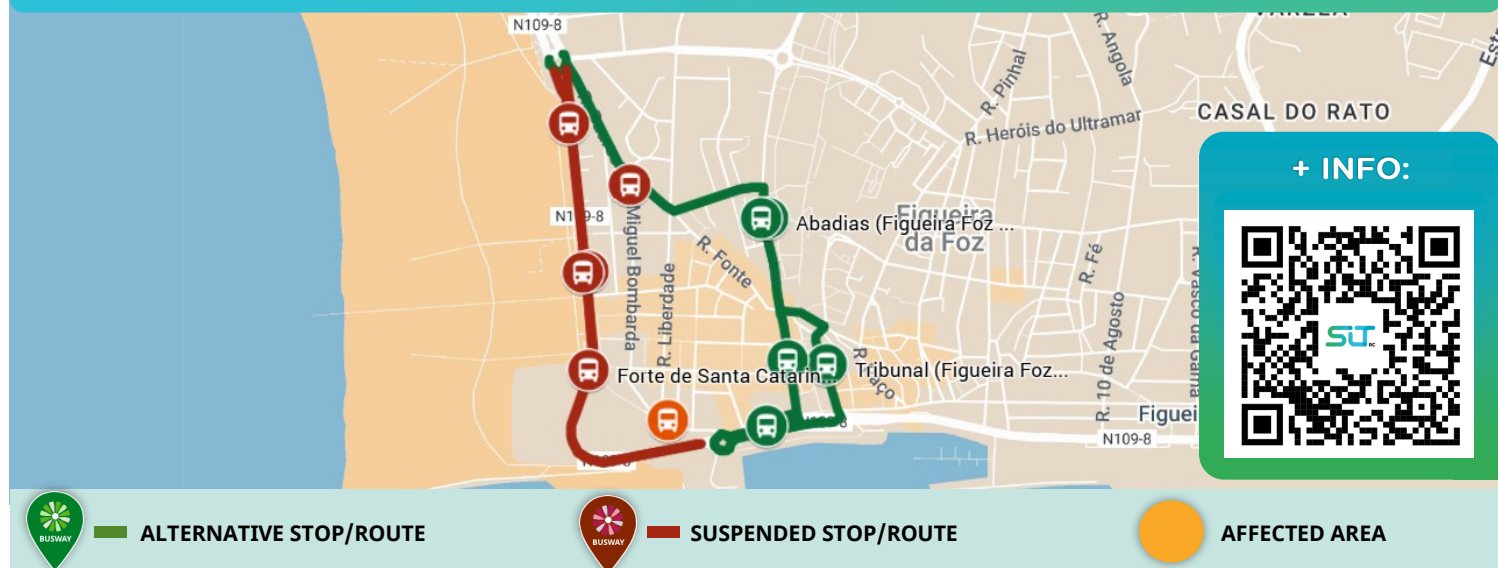 N109-8
R. Angola
R. Pinhal
R. Heróis do Ultramar
CASAL DO RATO
+ INFO:
N109-8
Miguel Bombarda
Abadias (Figueira Foz ...
Figueira
da Foz
R. Fonte
R. Liberdade
R. Fé
R. 10 de Agosto
R. Vasco da Gama
SIT
Forte de Santa Catarin...
Tribunal (Figueira Foz...
Figuei
N109-8
BUSWAY
ALTERNATIVE STOP/ROUTE
BUSWAY
SUSPENDED STOP/ROUTE
AFFECTED AREA